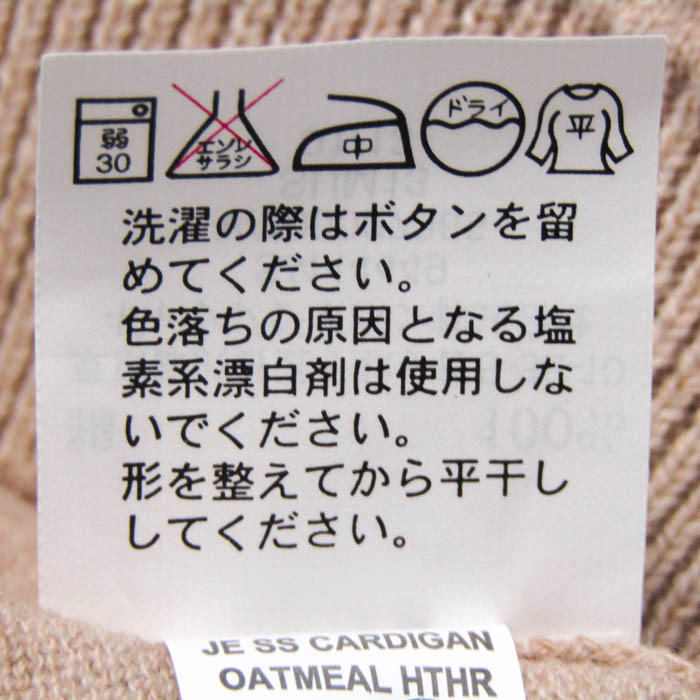 弱
30
エンソレ
サラシ
中
ドライ
平
洗濯の際はボタンを留
めてください。
色落ちの原因となる塩
素系漂白剤は使用しな
いでください。
形を整えてから平干し
してください。
JE SS CARDIGAN
OATMEAL HTHR